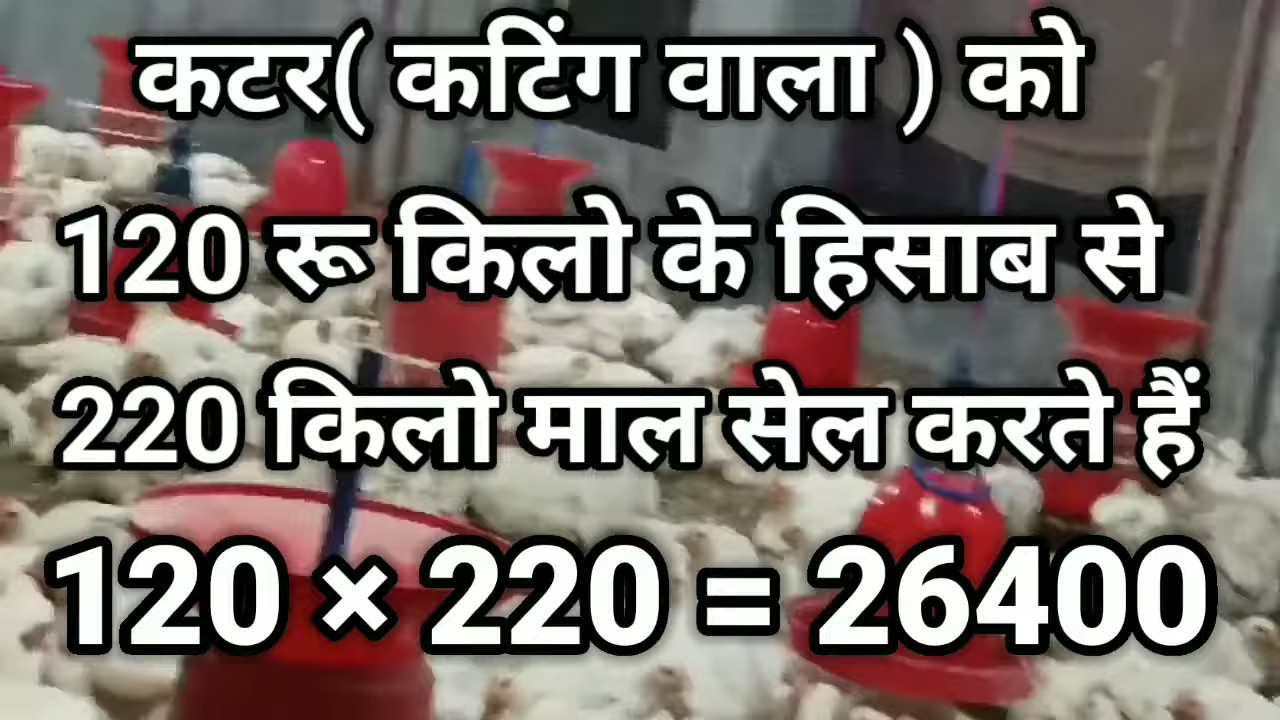 कटर( कटिंग वाला ) को
120 रू किलो के हिसाब से
220 किलो माल सेल करते हैं
120 × 220 = 26400